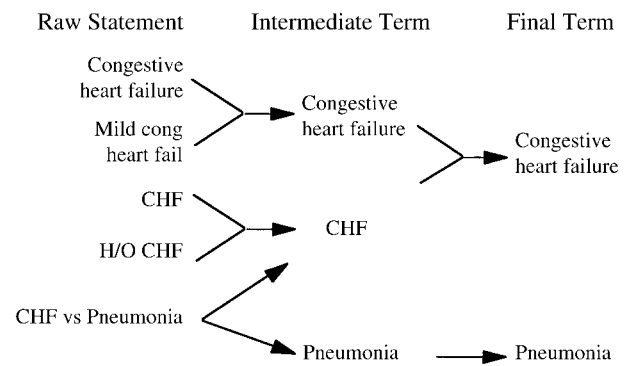 Raw Statement
Intermediate Term
Final Term
Congestive
heart failure
Mild cong
heart fail
Congestive
heart failure
Congestive
heart failure
CHF
H/O CHF
CHF
CHF vs Pneumonia
Pneumonia
Pneumonia